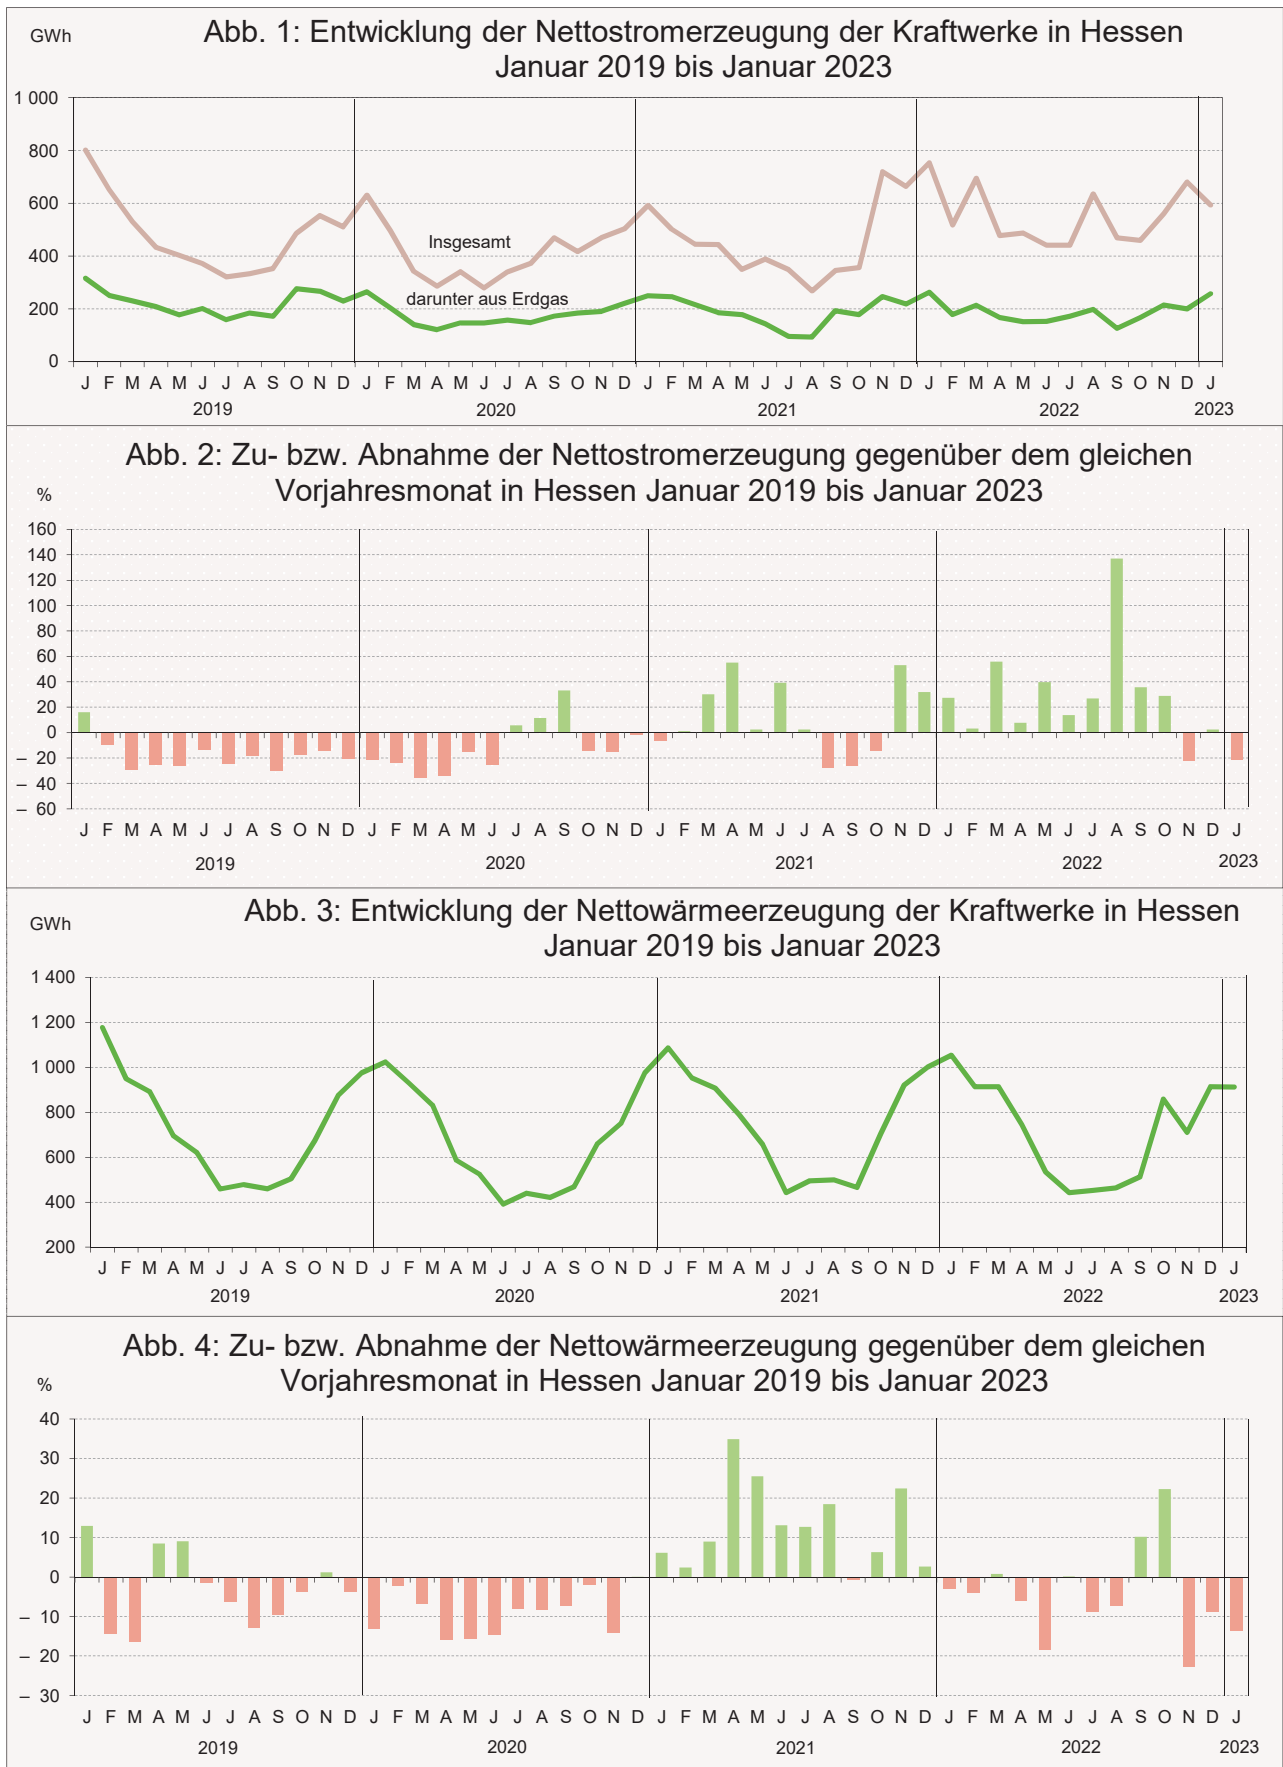 Abb. 1: Entwicklung der Nettostromerzeugung der Kraftwerke in Hessen
GWh
Januar 2019 bis Januar 2023
1 000
800
600
400
200
0
Insgesamt
darunter aus Erdgas
J F M A M J J A S O N D J F M A M J J A S O N D J F M A M J J A S O N D J F M A M J J A S O N D J
2019 2020 2021 2022 2023
Abb. 2: Zu- bzw. Abnahme der Nettostromerzeugung gegenüber dem gleichen
Vorjahresmonat in Hessen Januar 2019 bis Januar 2023
%
160
140
120
100
80
60
40
20
0
– 20
– 40
– 60
J F M A M J J A S O N D J F M A M J J A S O N D J F M A M J J A S O N D J F M A M J J A S O N D J
2019 2020 2021 2022 2023
Abb. 3: Entwicklung der Nettowärmeerzeugung der Kraftwerke in Hessen
GWh
Januar 2019 bis Januar 2023
1 400
1 200
1 000
800
600
400
200
J F M A M J J A S O N D J F M A M J J A S O N D J F M A M J J A S O N D J F M A M J J A S O N D J
2019 2020 2021 2022 2023
Abb. 4: Zu- bzw. Abnahme der Nettowärmeerzeugung gegenüber dem gleichen
Vorjahresmonat in Hessen Januar 2019 bis Januar 2023
%
40
30
20
10
0
– 10
– 20
– 30
J F M A M J J A S O N D J F M A M J J A S O N D J F M A M J J A S O N D J F M A M J J A S O N D J
2019 2020 2021 2022 2023